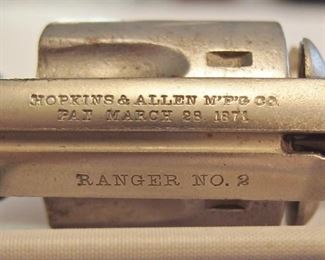 HOPKINS & ALLEN M'F'G CO.
PAT MARCH 28 1871
RANGER NO. 2